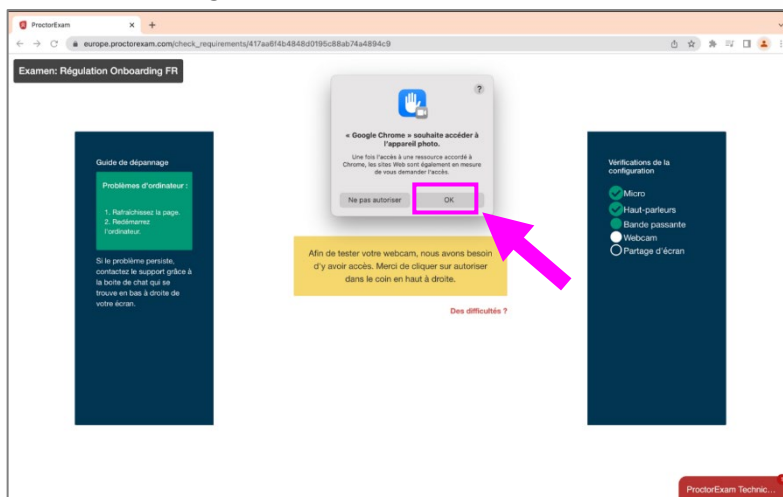 ProctorExam
europe.proctorexam.com/check_requirements/417aa6f4b4848d0195c88ab74a4894c9
Examen: Régulation Onboarding FR
?
« Google Chrome » souhaite accéder à
l'appareil photo.
Une fois l'accès à une ressource accordé à
Chrome, les sites Web sont également en mesure
de vous demander l'accès.
Ne pas autoriser
OK
Guide de dépannage
Problèmes d'ordinateur :
1. Rafraîchissez la page.
2. Redémarrez
l'ordinateur.
Si le problème persiste,
contactez le support grâce à
la boite de chat qui se
trouve en bas à droite de
votre écran.
Afin de tester votre webcam, nous avons besoin
d'y avoir accès. Merci de cliquer sur autoriser
dans le coin en haut à droite.
Des difficultés ?
Vérifications de la
configuration
Micro
Haut-parleurs
Bande passante
Webcam
Partage d'écran
ProctorExam Technic...